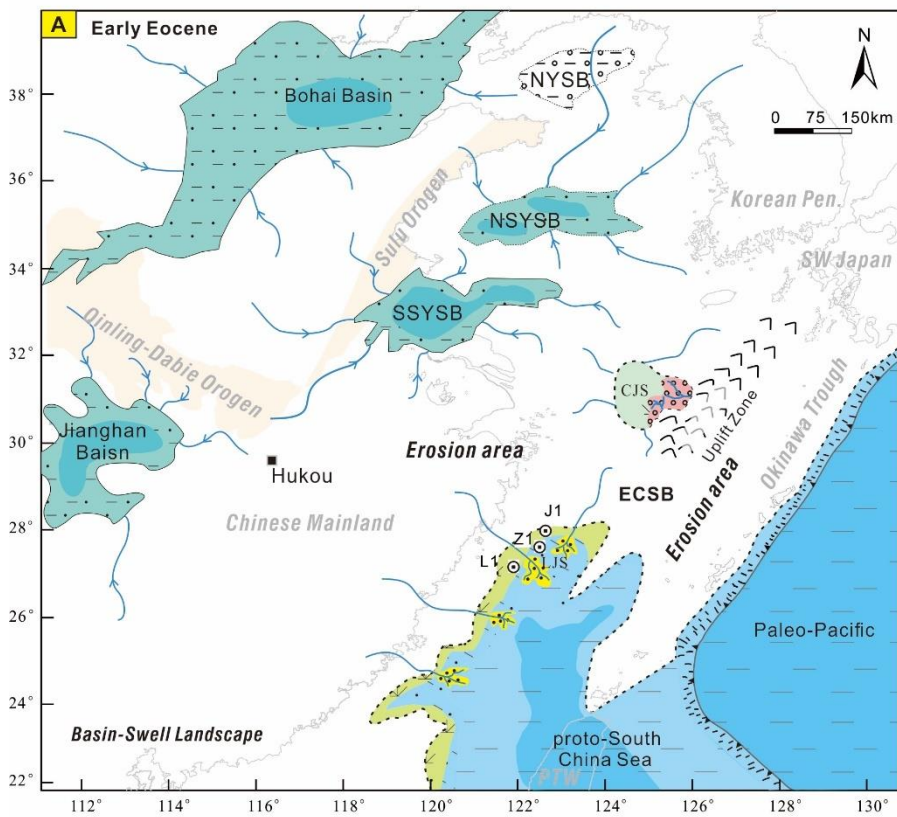 A
Early Eocene
N
0 75 150km
NYSB
Bohai Basin
Korean Pen.
SW Japan
NSYSB
Sulu Orogen
SSYSB
Qinling-Dabie Orogen
CJS
Uplift Zone
Okinawa Trough
Jianghan
Baisn
Hukou
Erosion area
ECSB
Erosion area
Chinese Mainland
J1
Z1
L1
LJS
Paleo-Pacific
Basin-Swell Landscape
proto-South
China Sea
PTW
38°
36°
34°
32°
30°
28°
26°
24°
22°
112° 114° 116° 118° 120° 122° 124° 126° 128° 130°